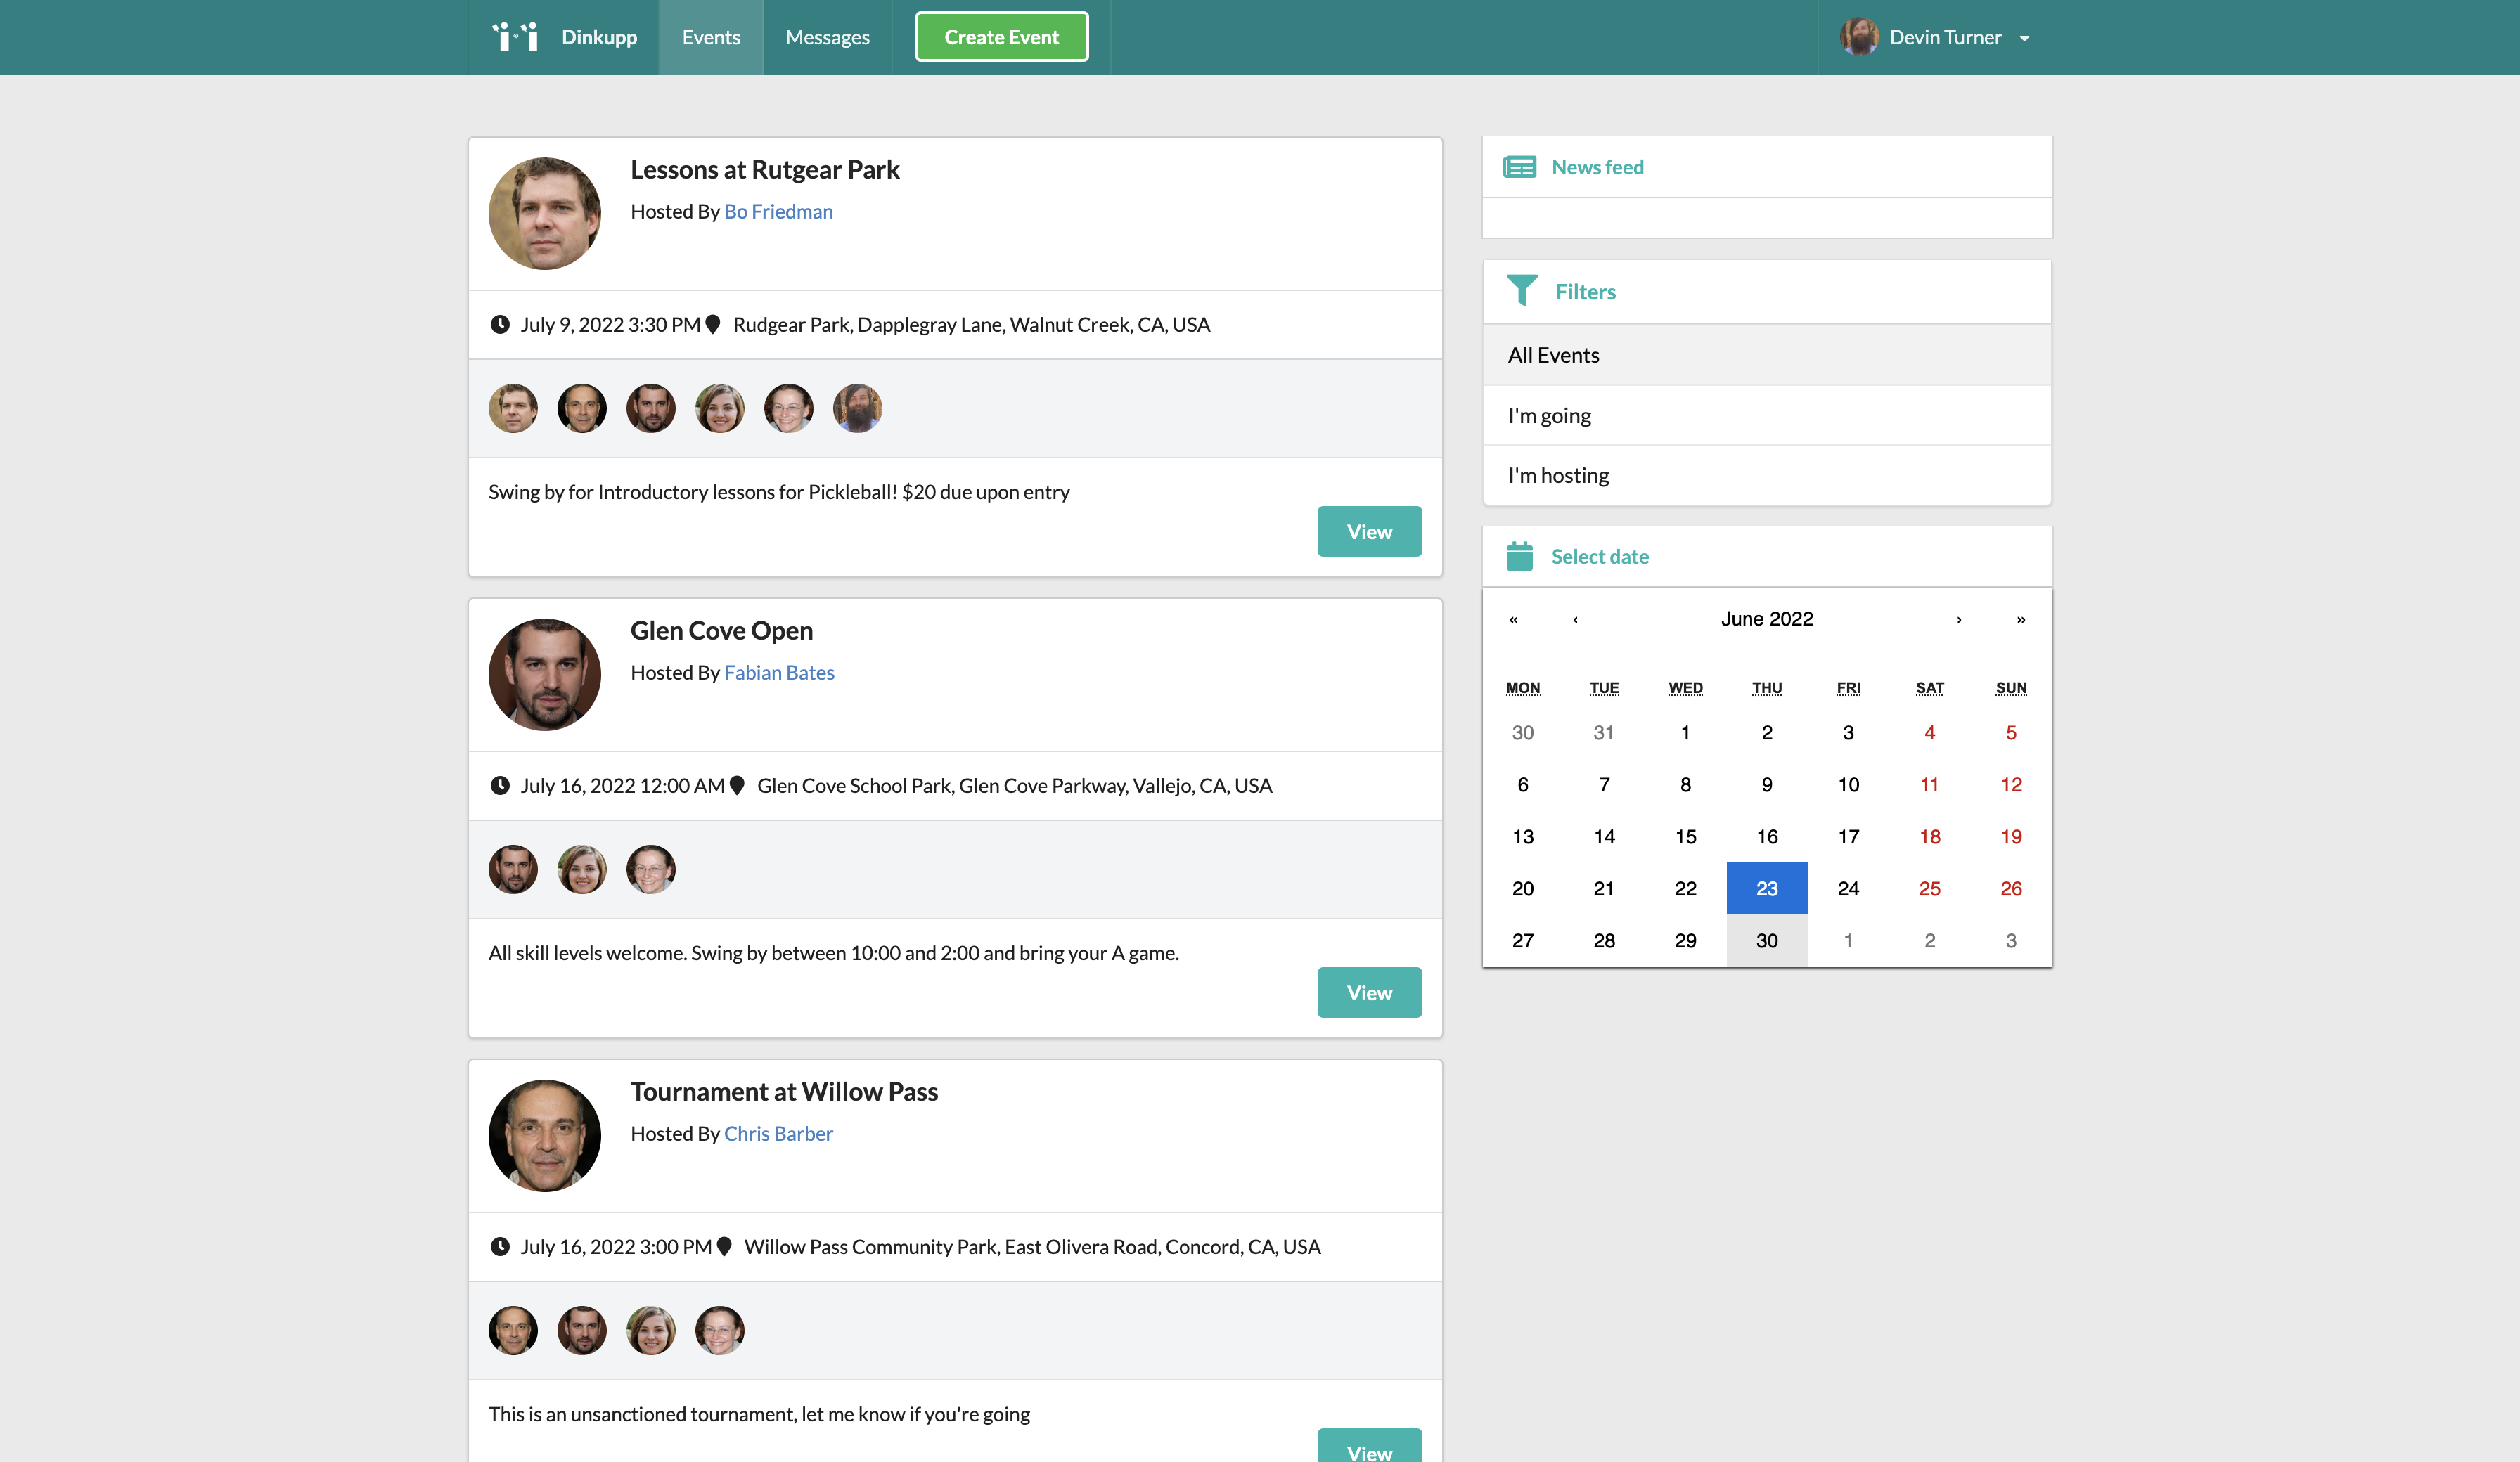 Dinkupp
Events
Messages
Create Event
Devin Turner
Lessons at Rutgear Park
Hosted By Bo Friedman
July 9, 2022 3:30 PM Rudgear Park, Dapplegray Lane, Walnut Creek, CA, USA
Swing by for Introductory lessons for Pickleball! $20 due upon entry
View
Glen Cove Open
Hosted By Fabian Bates
July 16, 2022 12:00 AM Glen Cove School Park, Glen Cove Parkway, Vallejo, CA, USA
All skill levels welcome. Swing by between 10:00 and 2:00 and bring your A game.
View
Tournament at Willow Pass
Hosted By Chris Barber
July 16, 2022 3:00 PM Willow Pass Community Park, East Olivera Road, Concord, CA, USA
This is an unsanctioned tournament, let me know if you're going
View
News feed
Filters
All Events
I'm going
I'm hosting
Select date
« ‹ June 2022 › »
MON TUE WED THU FRI SAT SUN
30 31 1 2 3 4 5
6 7 8 9 10 11 12
13 14 15 16 17 18 19
20 21 22 23 24 25 26
27 28 29 30 1 2 3